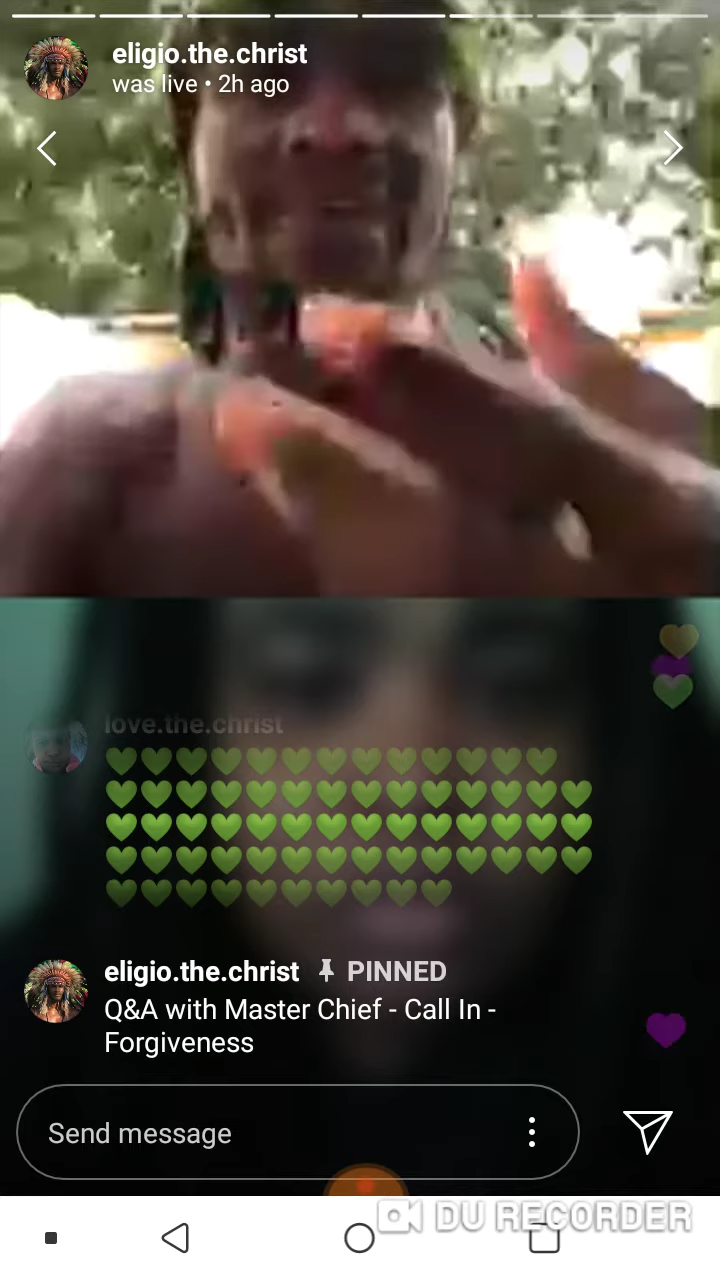 eligio.the.christ
was live • 2h ago
love.the.christ
💚💚💚💚💚💚💚💚💚💚💚💚💚
💚💚💚💚💚💚💚💚💚💚💚💚💚💚
💚💚💚💚💚💚💚💚💚💚💚💚💚💚
💚💚💚💚💚💚💚💚💚💚💚💚💚💚
💚💚💚💚💚💚💚💚💚💚
eligio.the.christ 📌 PINNED
Q&A with Master Chief - Call In -
Forgiveness
Send message
DU RECORDER